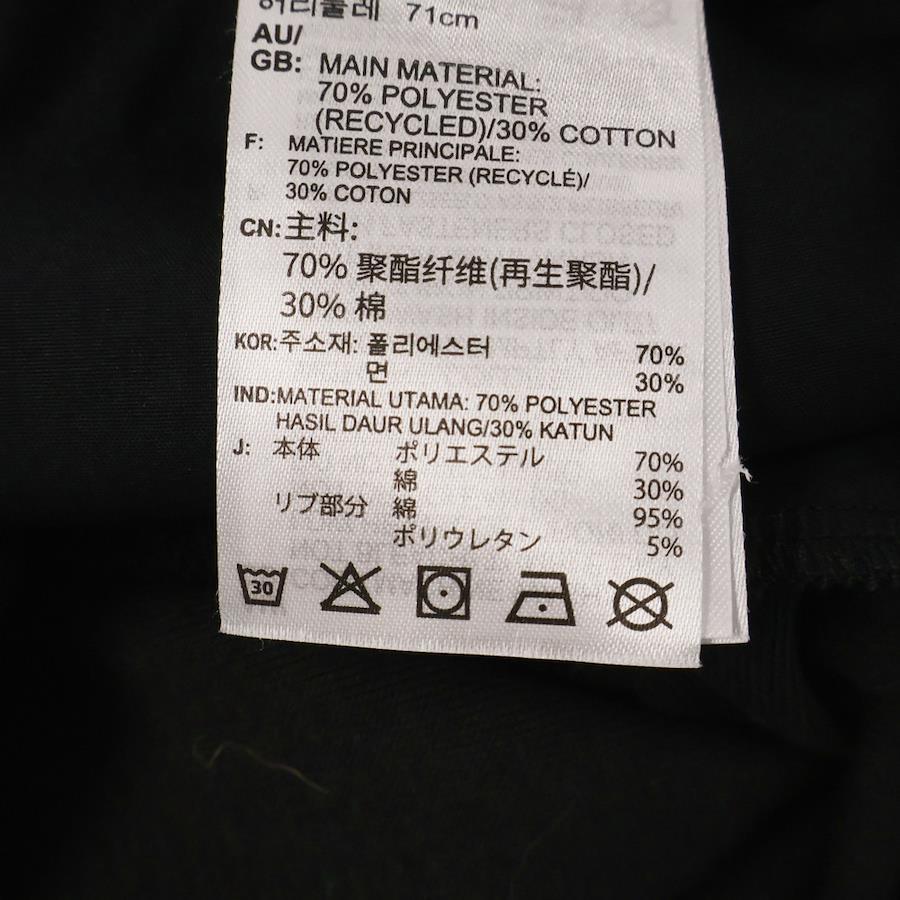 허리둘레 71cm
AU/
GB: MAIN MATERIAL:
70% POLYESTER
(RECYCLED)/30% COTTON
F: MATIERE PRINCIPALE:
70% POLYESTER (RECYCLÉ)/
30% COTON
CN:主料:
70% 聚酯纤维(再生聚酯)/
30% 棉
KOR:주소재: 폴리에스터 70%
면 30%
IND:MATERIAL UTAMA: 70% POLYESTER
HASIL DAUR ULANG/30% KATUN
J: 本体 ポリエステル 70%
綿 30%
リブ部分 綿 95%
ポリウレタン 5%
30